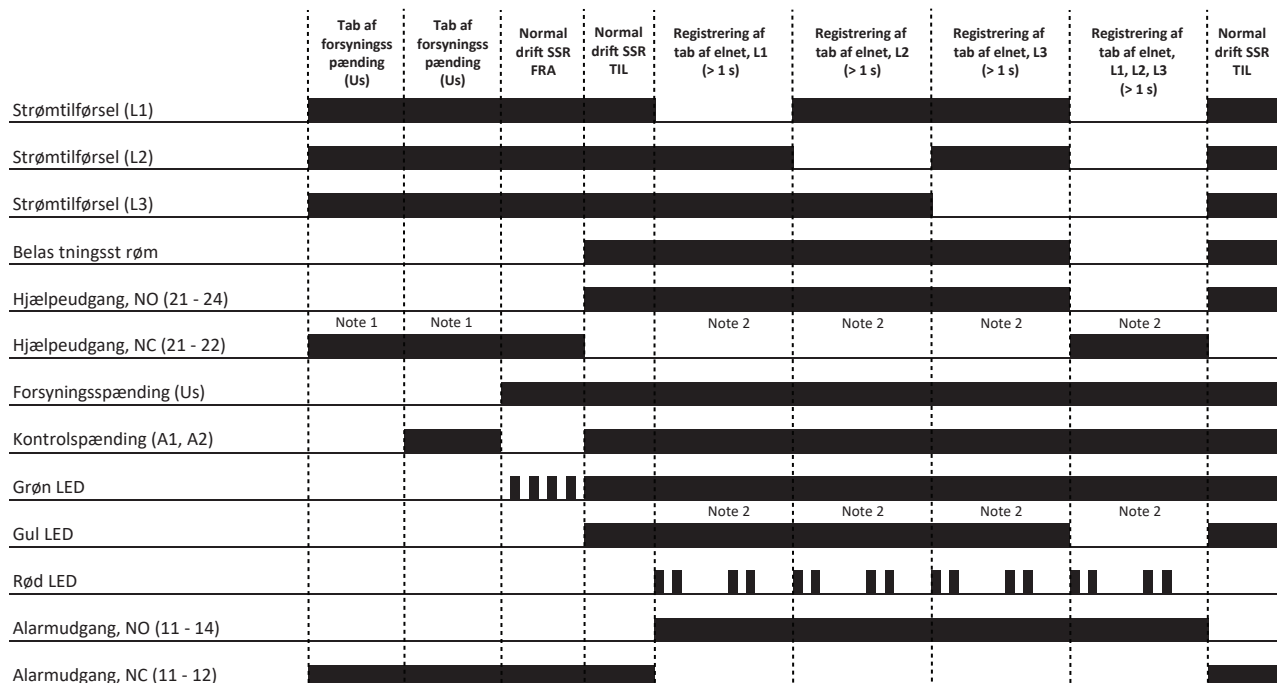 Tab af
forsyningss
pænding
(Us)
Tab af
forsyningss
pænding
(Us)
Normal
drift SSR
FRA
Normal
drift SSR
TIL
Registrering af
tab af elnet, L1
(> 1 s)
Registrering af
tab af elnet, L2
(> 1 s)
Registrering af
tab af elnet, L3
(> 1 s)
Registrering af
tab af elnet,
L1, L2, L3
(> 1 s)
Normal
drift SSR
TIL
Strømtilførsel (L1)
Strømtilførsel (L2)
Strømtilførsel (L3)
Belas tningsst røm
Hjælpeudgang, NO (21 - 24)
Note 1 Note 1 Note 2 Note 2 Note 2 Note 2
Hjælpeudgang, NC (21 - 22)
Forsyningsspænding (Us)
Kontrolspænding (A1, A2)
Grøn LED
Note 2 Note 2 Note 2 Note 2
Gul LED
Rød LED
Alarmudgang, NO (11 - 14)
Alarmudgang, NC (11 - 12)